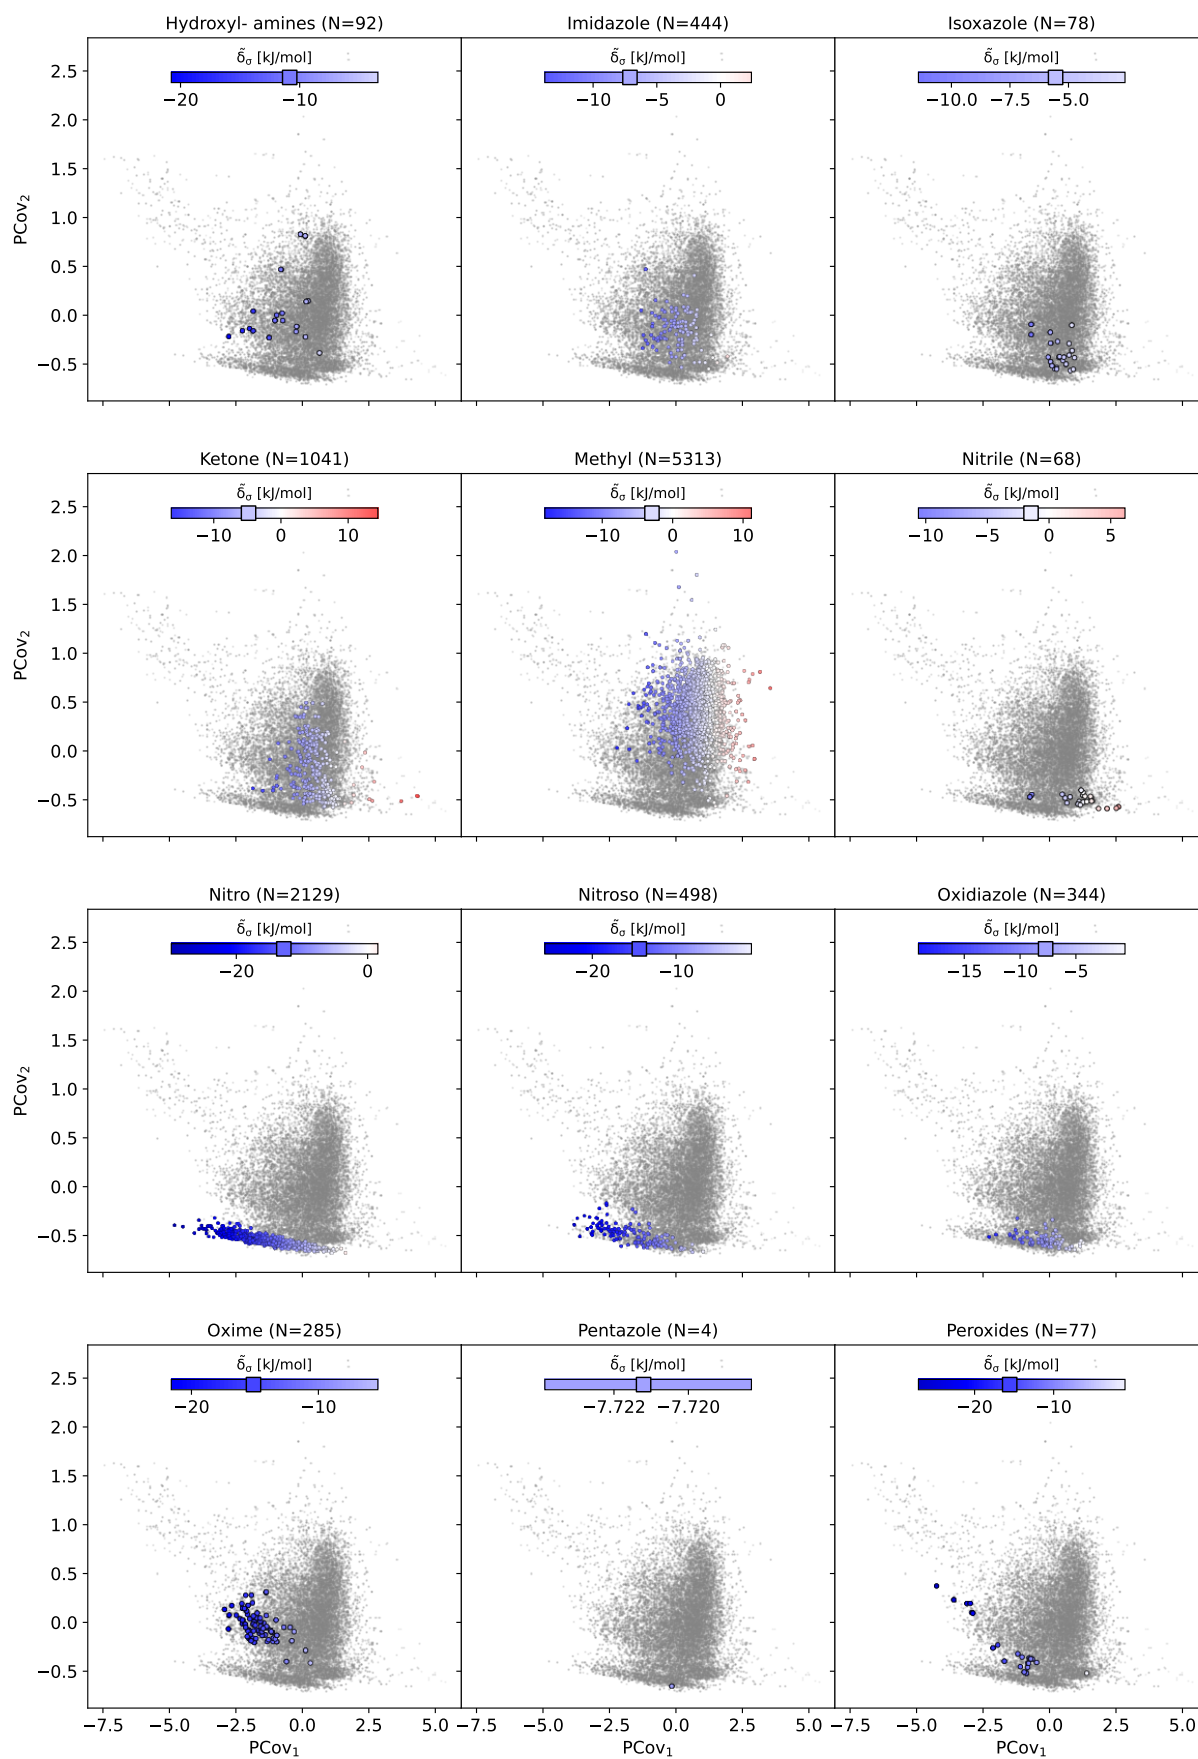 Hydroxyl- amines (N=92) Imidazole (N=444) Isoxazole (N=78)
δ̃σ [kJ/mol] δ̃σ [kJ/mol] δ̃σ [kJ/mol]
−20 −10 −10 −5 0 −10.0 −7.5 −5.0
2.5
2.0
1.5
1.0
0.5
0.0
−0.5
PCov₂
Ketone (N=1041) Methyl (N=5313) Nitrile (N=68)
δ̃σ [kJ/mol] δ̃σ [kJ/mol] δ̃σ [kJ/mol]
−10 0 10 −10 0 10 −10 −5 0 5
2.5
2.0
1.5
1.0
0.5
0.0
−0.5
PCov₂
Nitro (N=2129) Nitroso (N=498) Oxidiazole (N=344)
δ̃σ [kJ/mol] δ̃σ [kJ/mol] δ̃σ [kJ/mol]
−20 0 −20 −10 −15 −10 −5
2.5
2.0
1.5
1.0
0.5
0.0
−0.5
PCov₂
Oxime (N=285) Pentazole (N=4) Peroxides (N=77)
δ̃σ [kJ/mol] δ̃σ [kJ/mol] δ̃σ [kJ/mol]
−20 −10 −7.722 −7.720 −20 −10
2.5
2.0
1.5
1.0
0.5
0.0
−0.5
PCov₂
−7.5 −5.0 −2.5 0.0 2.5 5.0 −7.5 −5.0 −2.5 0.0 2.5 5.0 −7.5 −5.0 −2.5 0.0 2.5 5.0
PCov₁ PCov₁ PCov₁